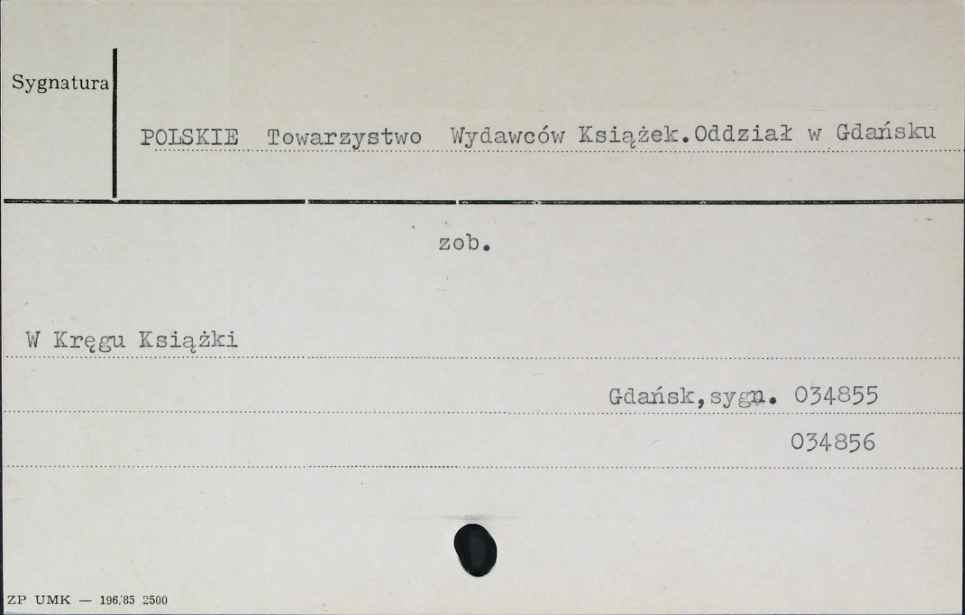 Sygnatura
POLSKIE Towarzystwo Wydawców Książek.Oddział w Gdańsku
zob.
W Kręgu Książki
Gdańsk,sygn. 034855
034856
ZP UMK — 196/85 2500